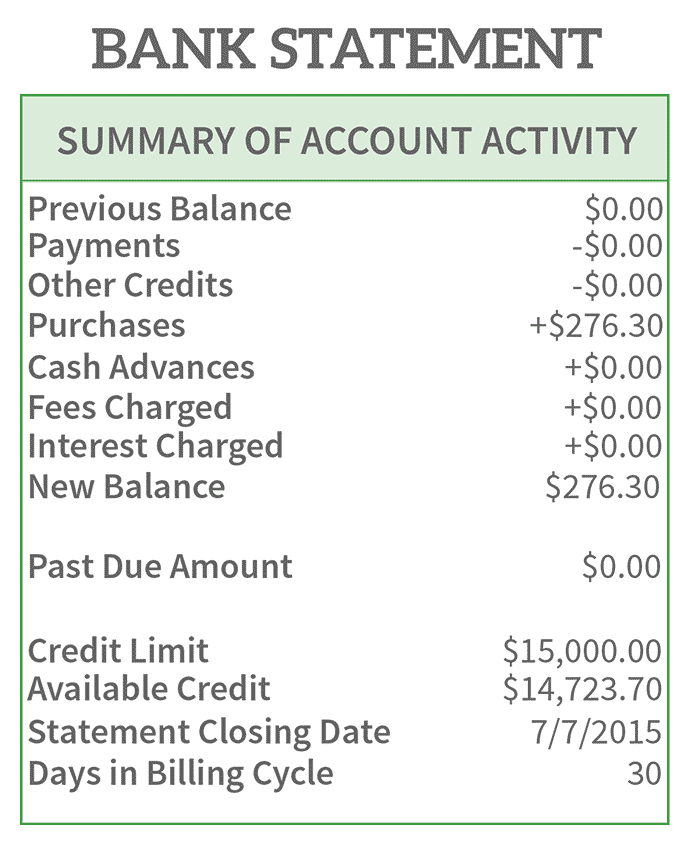 BANK STATEMENT
SUMMARY OF ACCOUNT ACTIVITY
Previous Balance $0.00
Payments -$0.00
Other Credits -$0.00
Purchases +$276.30
Cash Advances +$0.00
Fees Charged +$0.00
Interest Charged +$0.00
New Balance $276.30
Past Due Amount $0.00
Credit Limit $15,000.00
Available Credit $14,723.70
Statement Closing Date 7/7/2015
Days in Billing Cycle 30